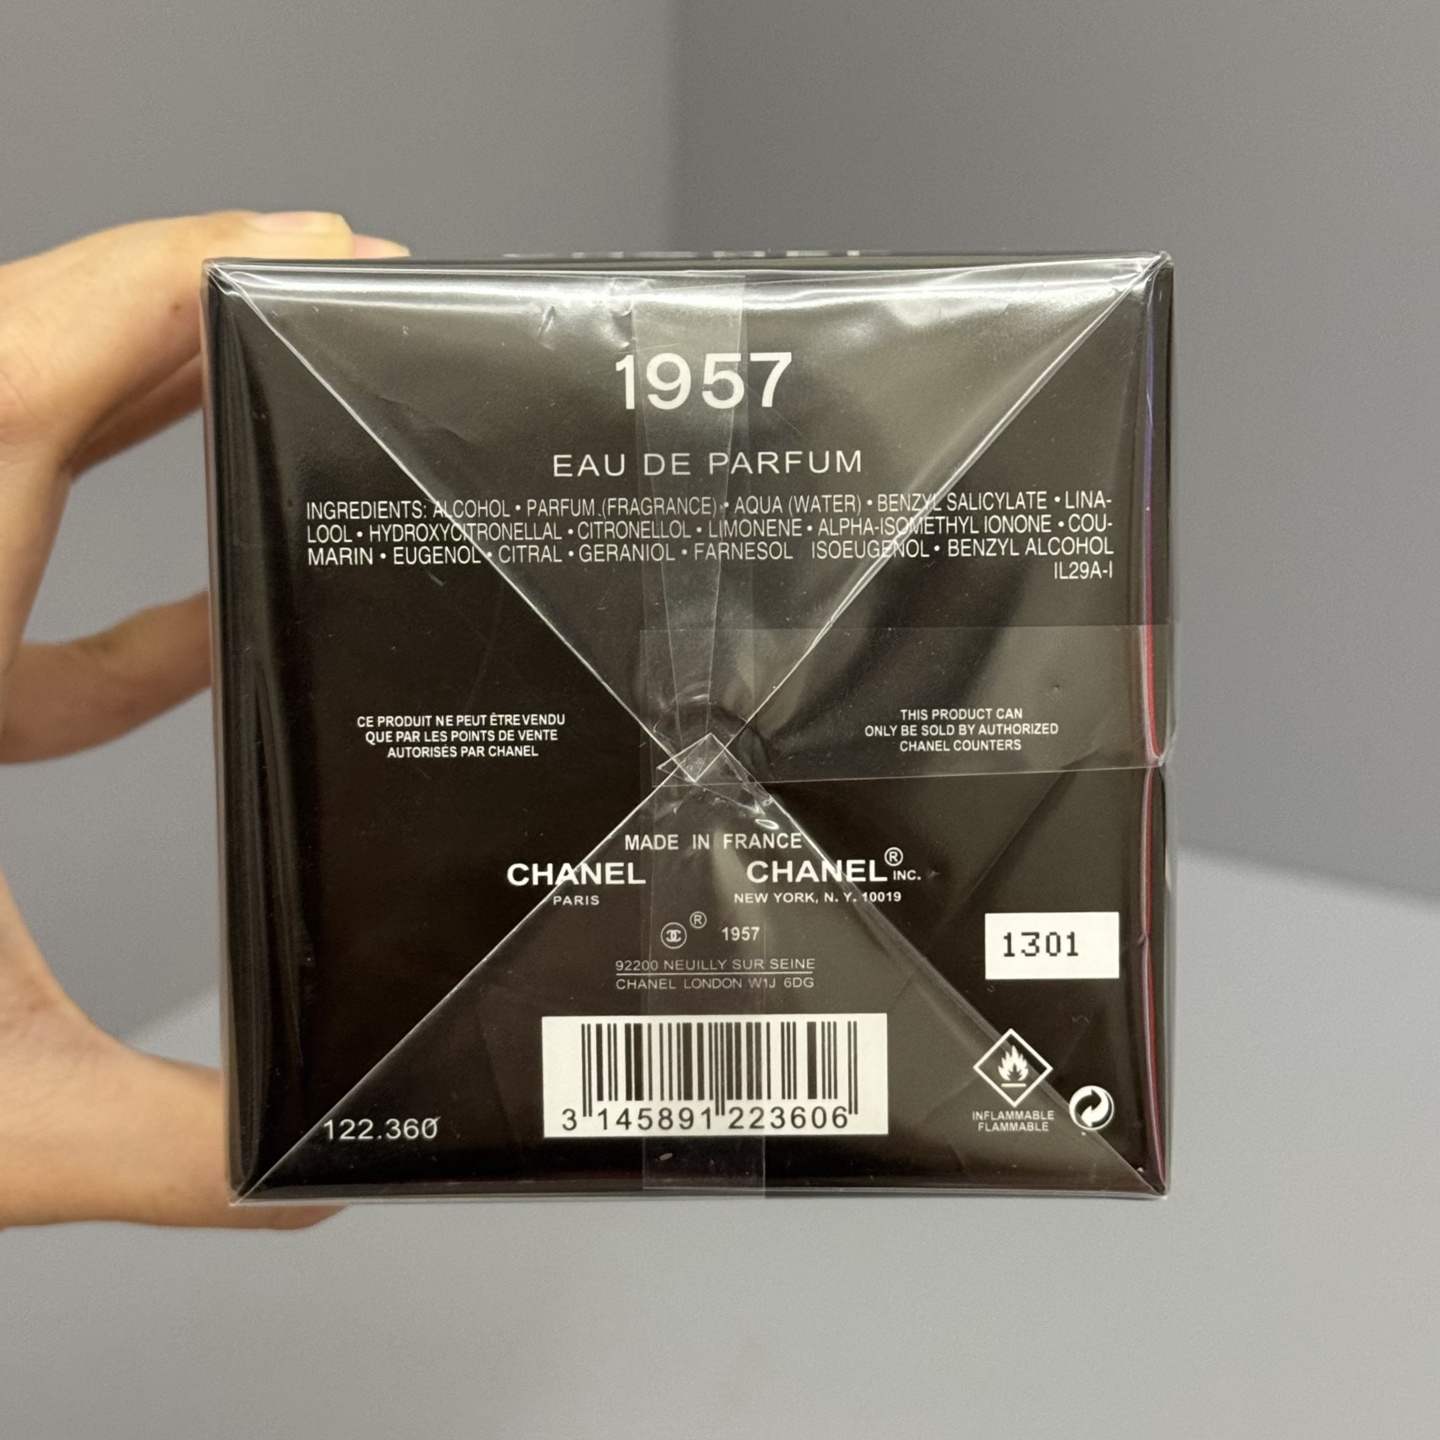 1957
EAU DE PARFUM
INGREDIENTS: ALCOHOL • PARFUM (FRAGRANCE) • AQUA (WATER) • BENZYL SALICYLATE • LINA-
LOOL • HYDROXYCITRONELLAL • CITRONELLOL • LIMONENE • ALPHA-ISOMETHYL IONONE • COU-
MARIN • EUGENOL • CITRAL • GERANIOL • FARNESOL ISOEUGENOL • BENZYL ALCOHOL
IL29A-I
CE PRODUIT NE PEUT ÊTRE VENDU
QUE PAR LES POINTS DE VENTE
AUTORISES PAR CHANEL
THIS PRODUCT CAN
ONLY BE SOLD BY AUTHORIZED
CHANEL COUNTERS
MADE IN FRANCE
CHANEL CHANEL® INC.
PARIS NEW YORK, N. Y. 10019
® 1957
92200 NEUILLY SUR SEINE
CHANEL LONDON W1J 6DG
1301
3 145891 223606
122.360
INFLAMMABLE
FLAMMABLE